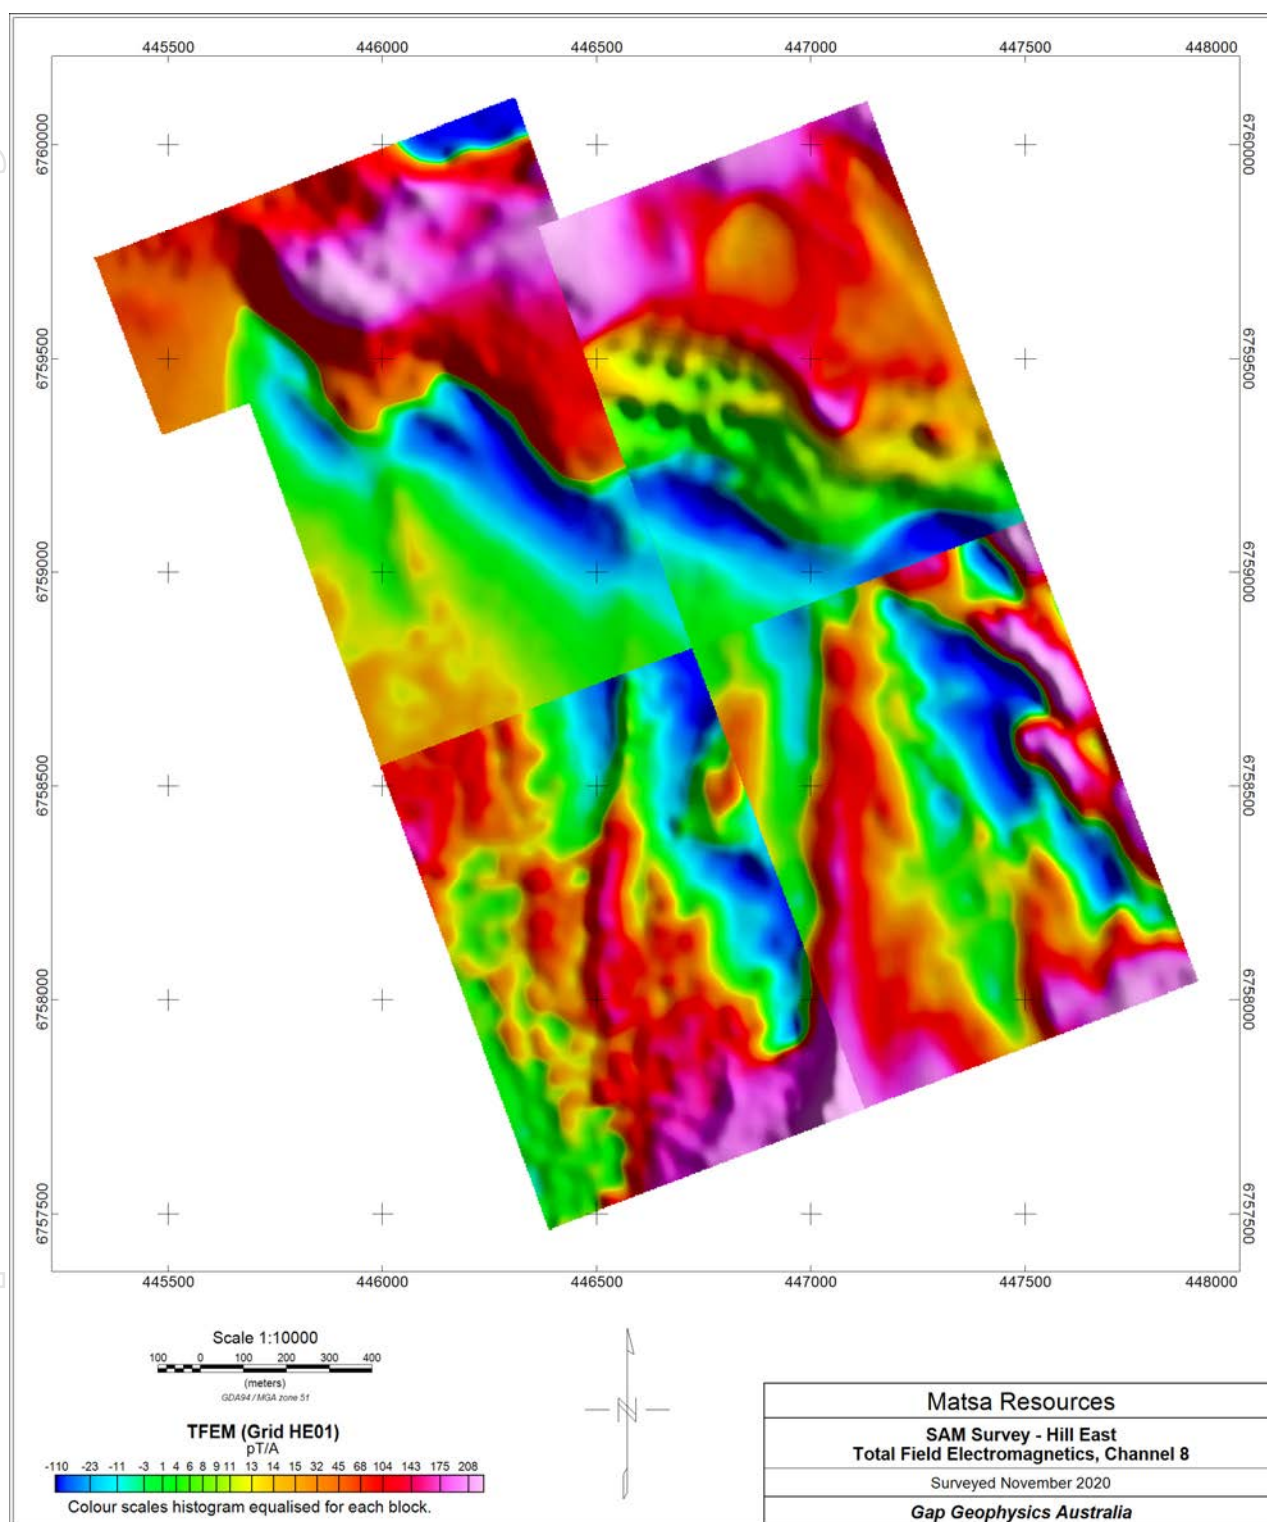 445500 446000 446500 447000 447500 448000
6760000 6760000
6759500 6759500
6759000 6759000
6758500 6758500
6758000 6758000
6757500 6757500
445500 446000 446500 447000 447500 448000
Scale 1:10000
100 0 100 200 300 400
(meters)
GDA94 / MGA zone 51
N
TFEM (Grid HE01)
pT/A
-110 -23 -11 -3 1 4 6 8 9 11 13 14 15 32 45 68 104 143 175 208
Colour scales histogram equalised for each block.
Matsa Resources
SAM Survey - Hill East
Total Field Electromagnetics, Channel 8
Surveyed November 2020
Gap Geophysics Australia